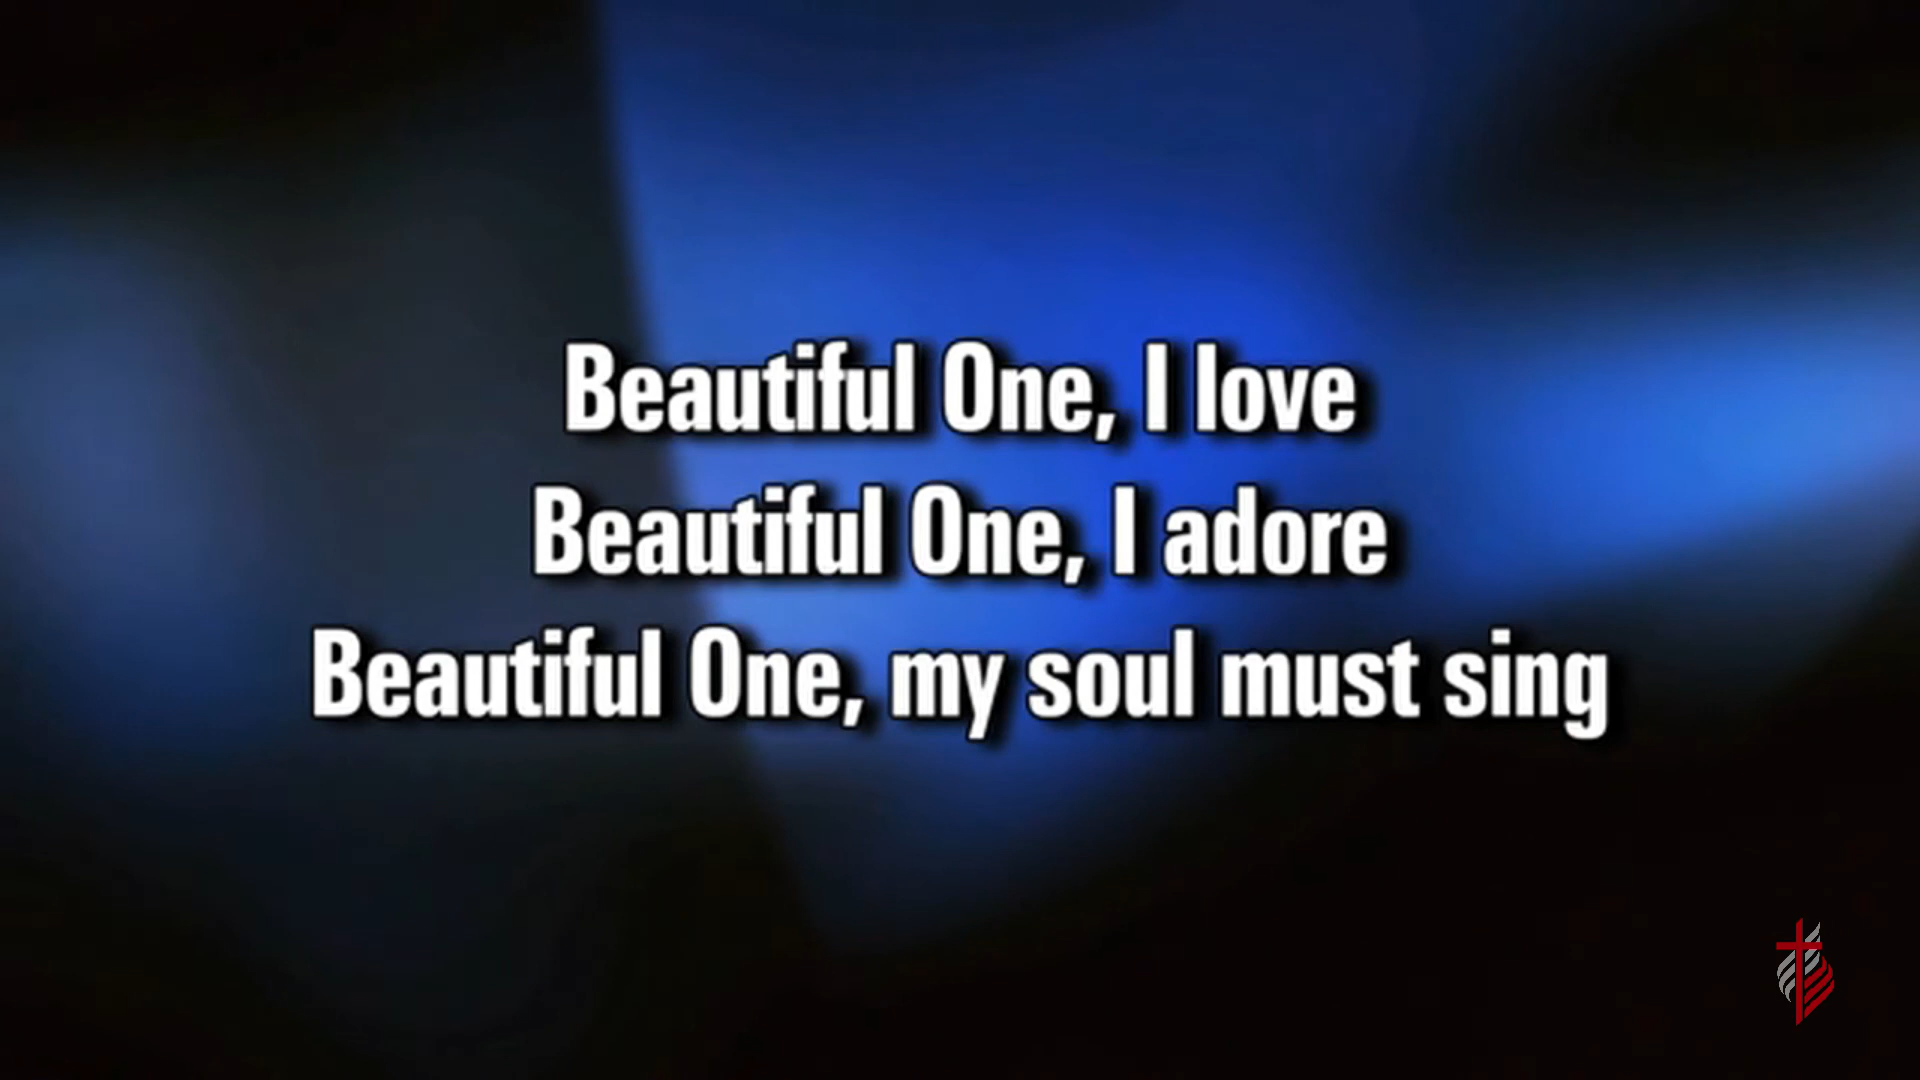 Beautiful One, I love
Beautiful One, I adore
Beautiful One, my soul must sing